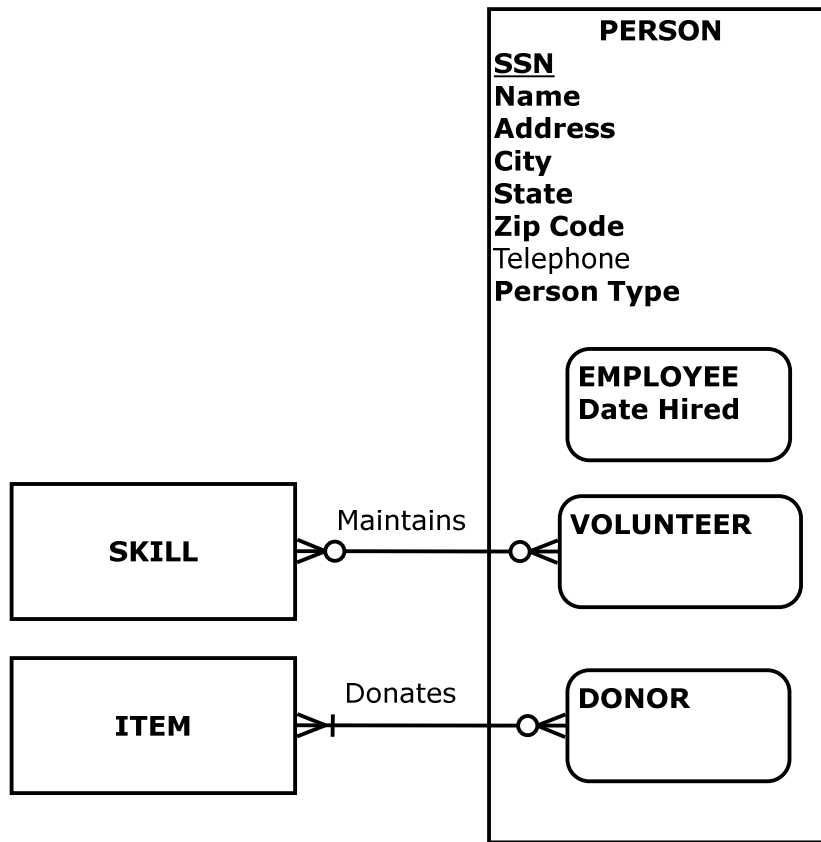 PERSON
SSN
Name
Address
City
State
Zip Code
Telephone
Person Type
EMPLOYEE
Date Hired
Maintains
SKILL
VOLUNTEER
Donates
ITEM
DONOR